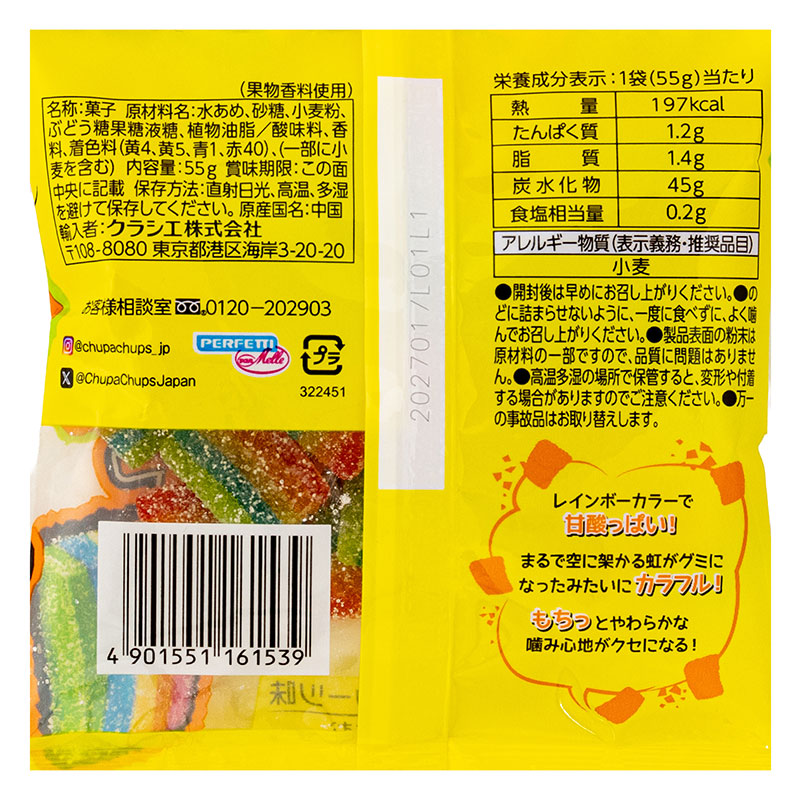 (果物香料使用)
名称:菓子 原材料名:水あめ、砂糖、小麦粉、
ぶどう糖果糖液糖、植物油脂／酸味料、香
料、着色料(黄4、黄5、青1、赤40)、(一部に小
麦を含む) 内容量:55g 賞味期限:この面
中央に記載 保存方法:直射日光、高温、多湿
を避けて保存してください。原産国名:中国
輸入者:クラシエ株式会社
〒108-8080 東京都港区海岸3-20-20
お客様相談室 0120-202903
@chupachups_jp
@ChupaChupsJapan
PERFETTI
van Melle
プラ
322451
2027017/L01L1
栄養成分表示:1袋(55g)当たり
熱量 197kcal
たんぱく質 1.2g
脂質 1.4g
炭水化物 45g
食塩相当量 0.2g
アレルギー物質(表示義務・推奨品目)
小麦
●開封後は早めにお召し上がりください。●の
どに詰まらせないように、一度に食べずに、よく噛
んでお召し上がりください。●製品表面の粉末は
原材料の一部ですので、品質に問題はありませ
ん。●高温多湿の場所で保管すると、変形や付着
する場合がありますのでご注意ください。●万一
の事故品はお取り替えします。
レインボーカラーで
甘酸っぱい!
まるで空に架かる虹がグミに
なったみたいにカラフル!
もちっとやわらかな
噛み心地がクセになる!
4 901551 161539
ーツ味